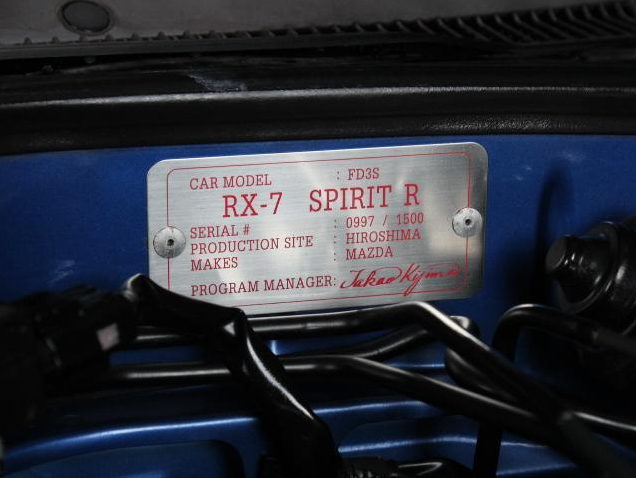 CAR MODEL : FD3S
RX-7 SPIRIT R
SERIAL # : 0997 / 1500
PRODUCTION SITE : HIROSHIMA
MAKES : MAZDA
PROGRAM MANAGER: Takao Kijima